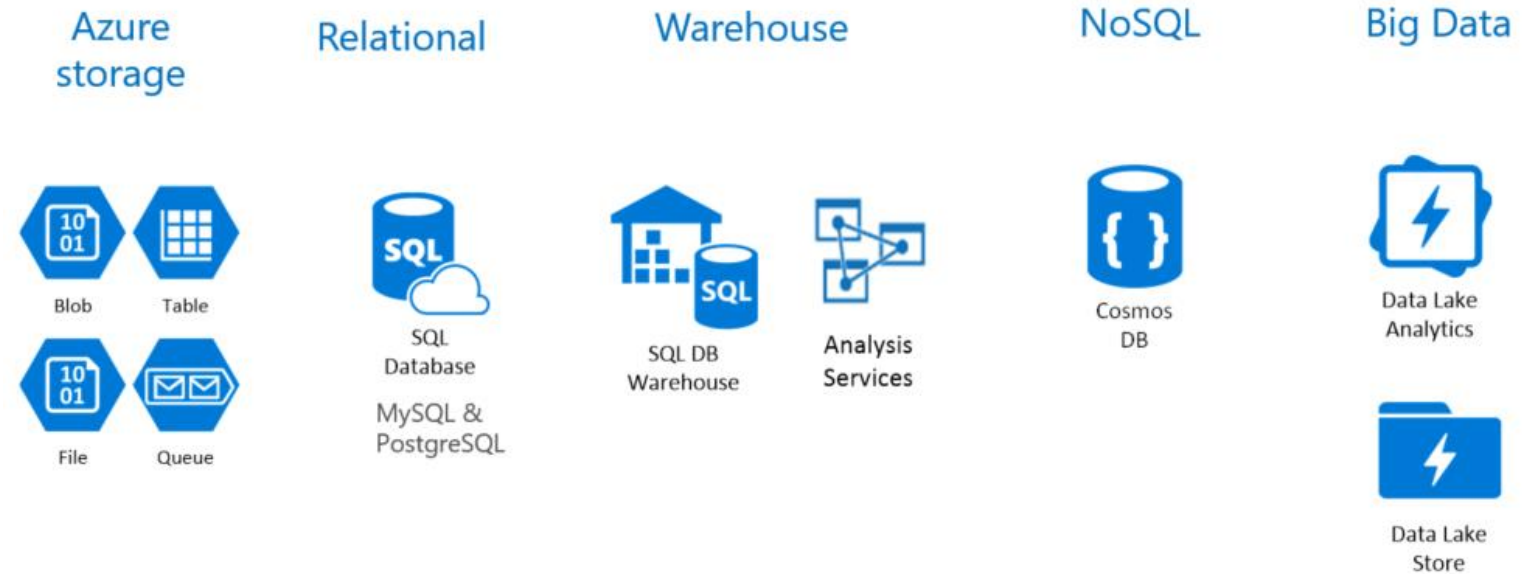 Azure
storage
Relational
Warehouse
NoSQL
Big Data
10
01
Blob
Table
10
01
File
Queue
SQL
SQL
Database
MySQL &
PostgreSQL
SQL
SQL DB
Warehouse
Analysis
Services
{ }
Cosmos
DB
Data Lake
Analytics
Data Lake
Store